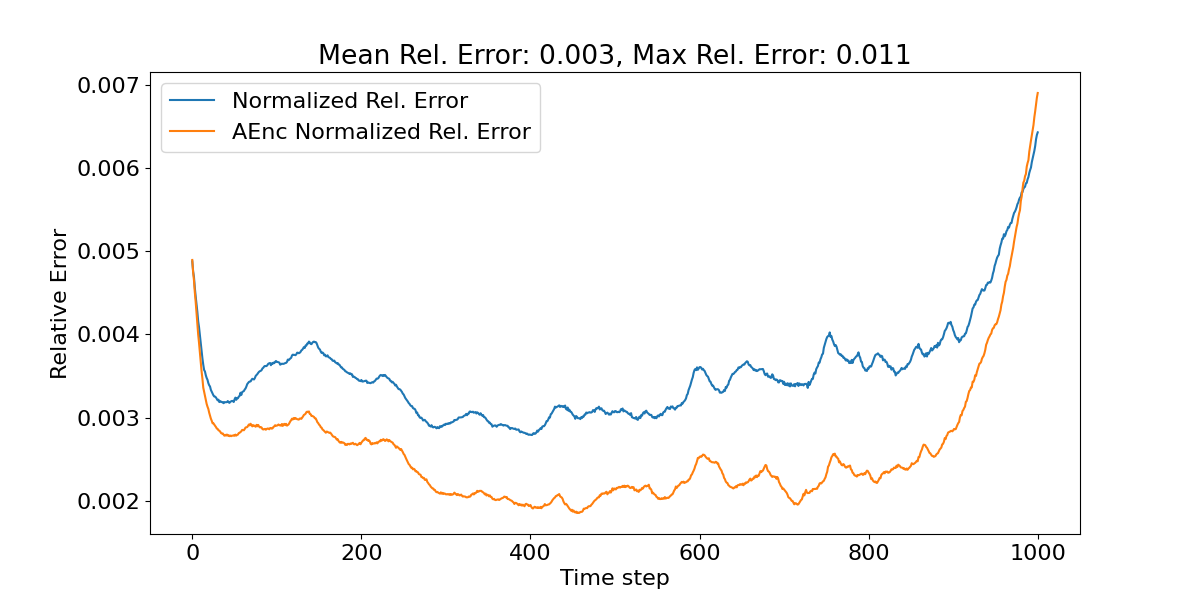 Mean Rel. Error: 0.003, Max Rel. Error: 0.011
Normalized Rel. Error
AEnc Normalized Rel. Error
Relative Error
0.007
0.006
0.005
0.004
0.003
0.002
0 200 400 600 800 1000
Time step